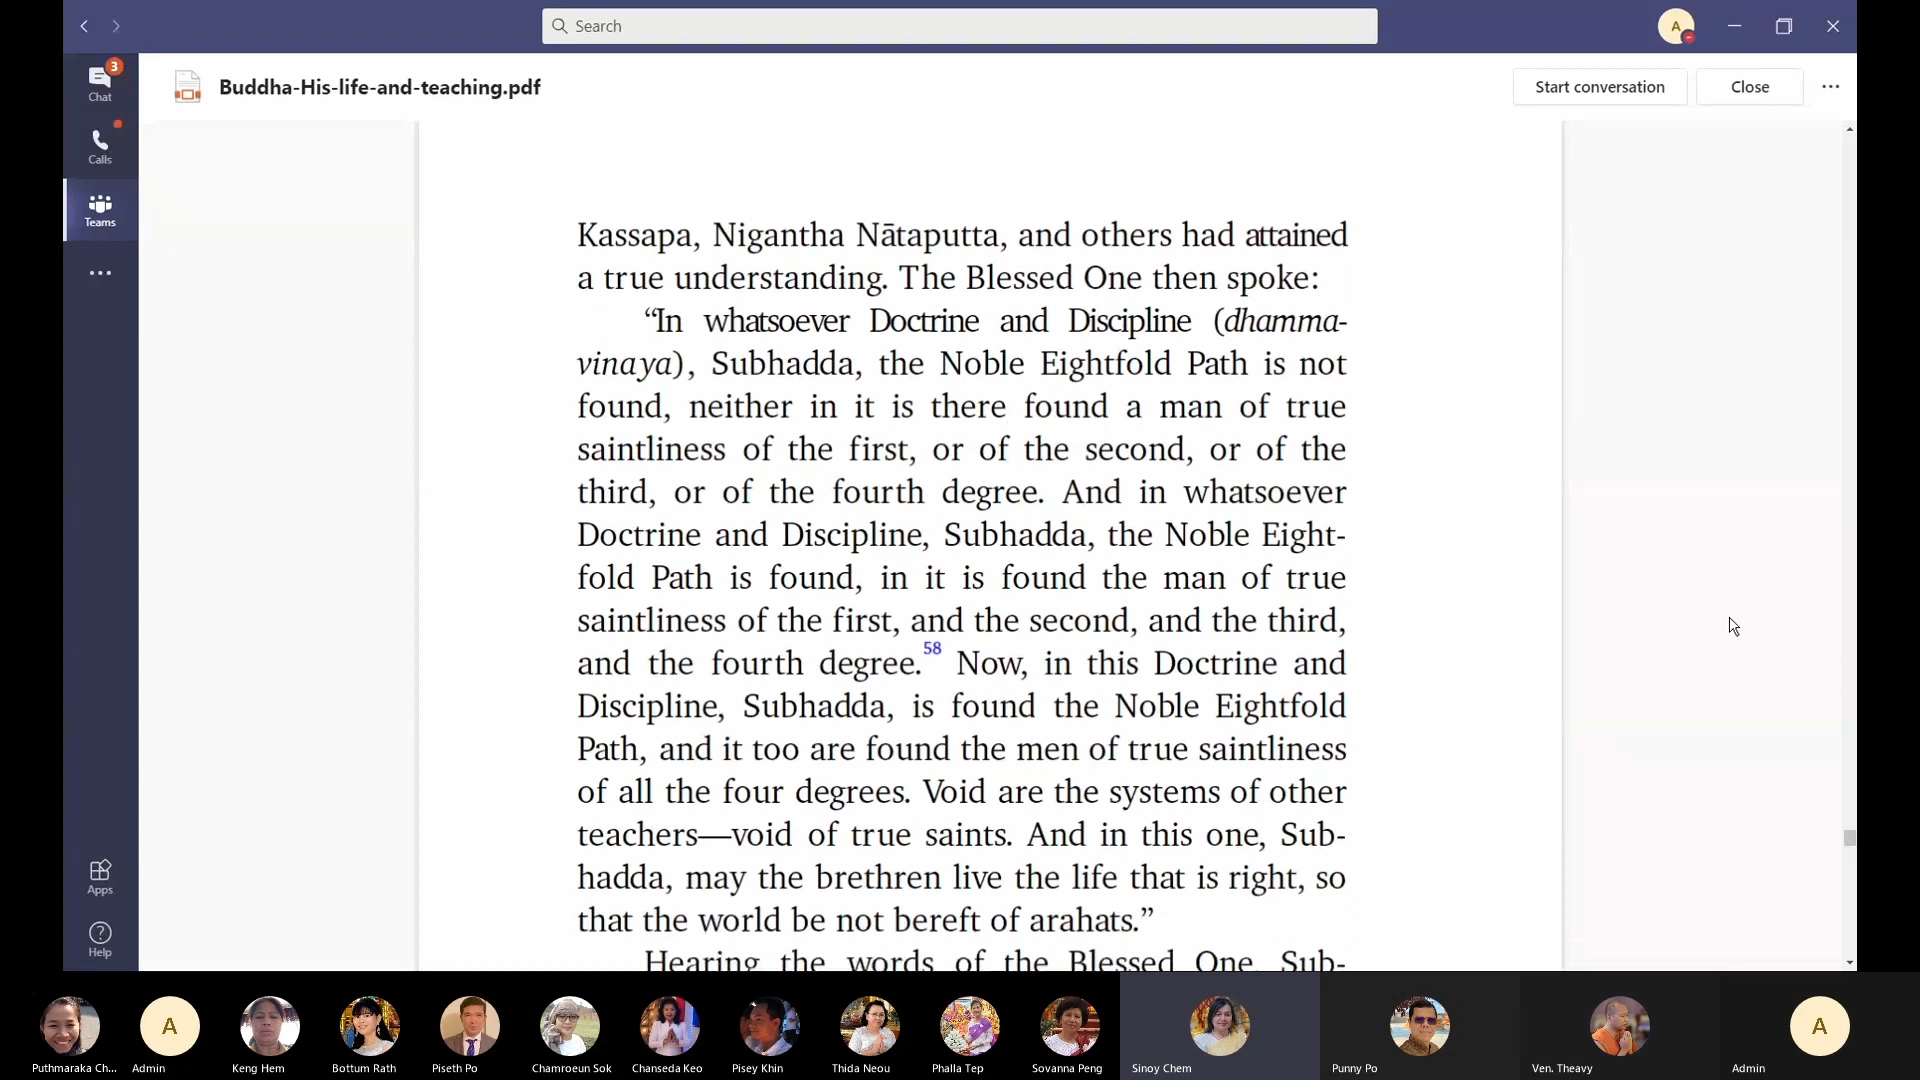 Search
A
3
Chat
Calls
Teams
Apps
Help
Buddha-His-life-and-teaching.pdf
Start conversation
Close
Kassapa, Nigantha Nātaputta, and others had attained
a true understanding. The Blessed One then spoke:
“In whatsoever Doctrine and Discipline (dhamma-
vinaya), Subhadda, the Noble Eightfold Path is not
found, neither in it is there found a man of true
saintliness of the first, or of the second, or of the
third, or of the fourth degree. And in whatsoever
Doctrine and Discipline, Subhadda, the Noble Eight-
fold Path is found, in it is found the man of true
saintliness of the first, and the second, and the third,
and the fourth degree.58 Now, in this Doctrine and
Discipline, Subhadda, is found the Noble Eightfold
Path, and it too are found the men of true saintliness
of all the four degrees. Void are the systems of other
teachers—void of true saints. And in this one, Sub-
hadda, may the brethren live the life that is right, so
that the world be not bereft of arahats.”
Hearing the words of the Blessed One, Sub-
A
A
Puthmaraka Ch...
Admin
Keng Hem
Bottum Rath
Piseth Po
Chamroeun Sok
Chanseda Keo
Pisey Khin
Thida Neou
Phalla Tep
Sovanna Peng
Sinoy Chem
Punny Po
Ven. Theavy
Admin